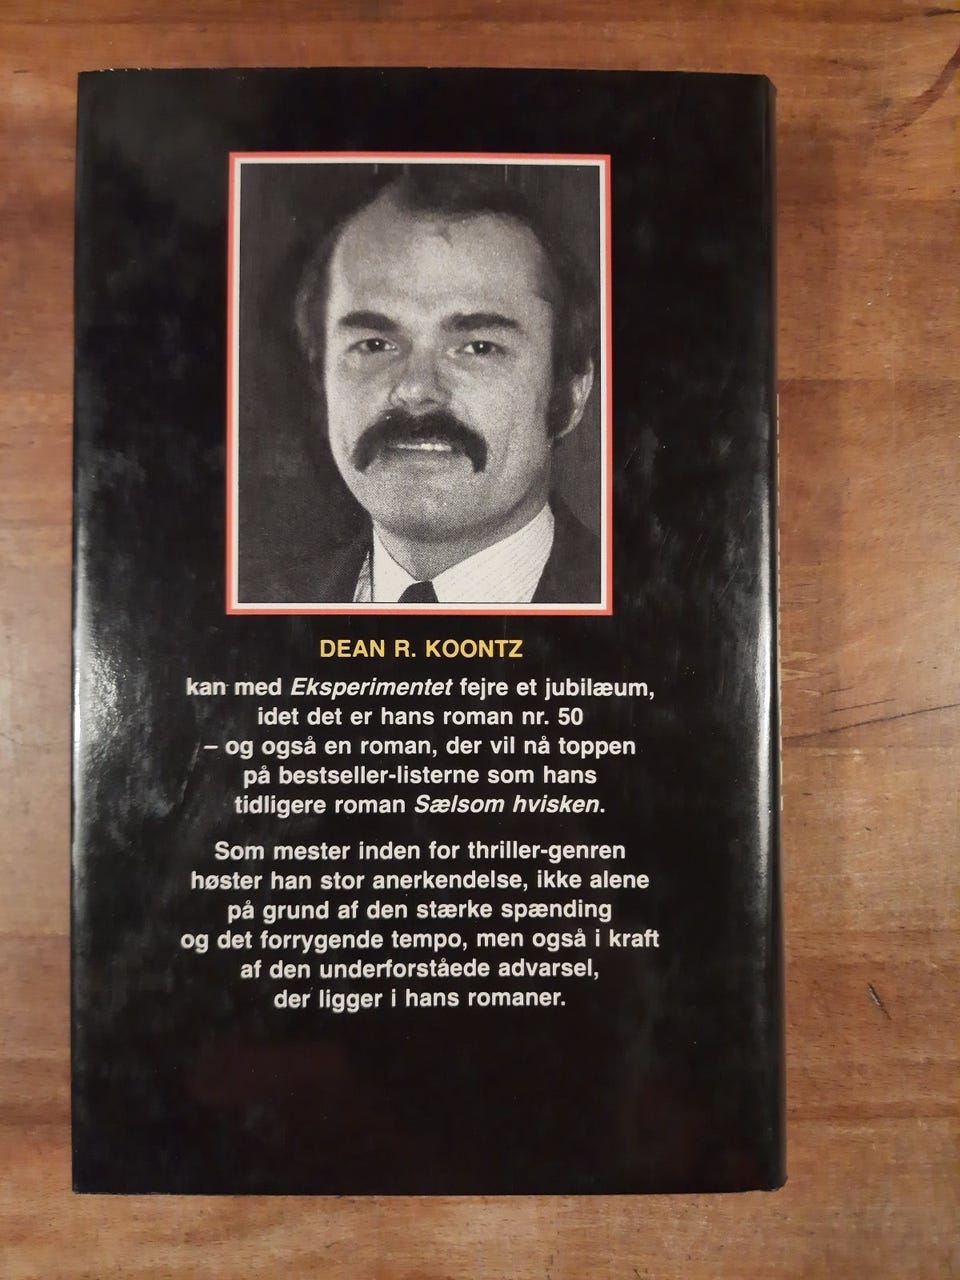 DEAN R. KOONTZ
kan med Eksperimentet fejre et jubilæum,
idet det er hans roman nr. 50
– og også en roman, der vil nå toppen
på bestseller-listerne som hans
tidligere roman Sælsom hvisken.
Som mester inden for thriller-genren
høster han stor anerkendelse, ikke alene
på grund af den stærke spænding
og det forrygende tempo, men også i kraft
af den underforståede advarsel,
der ligger i hans romaner.